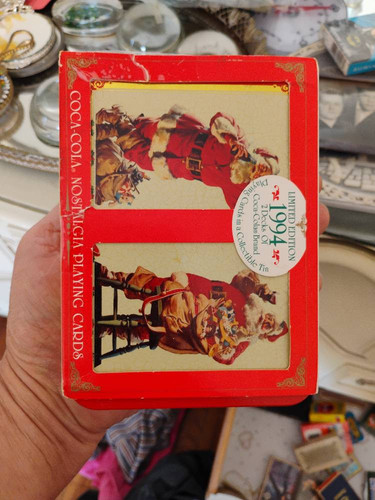 COCA-COLA NOSTALGIA PLAYING CARDS
LIMITED EDITION
1994
2 Decks Of
Coca-Cola® Brand
Playing Cards in a Collectible Tin